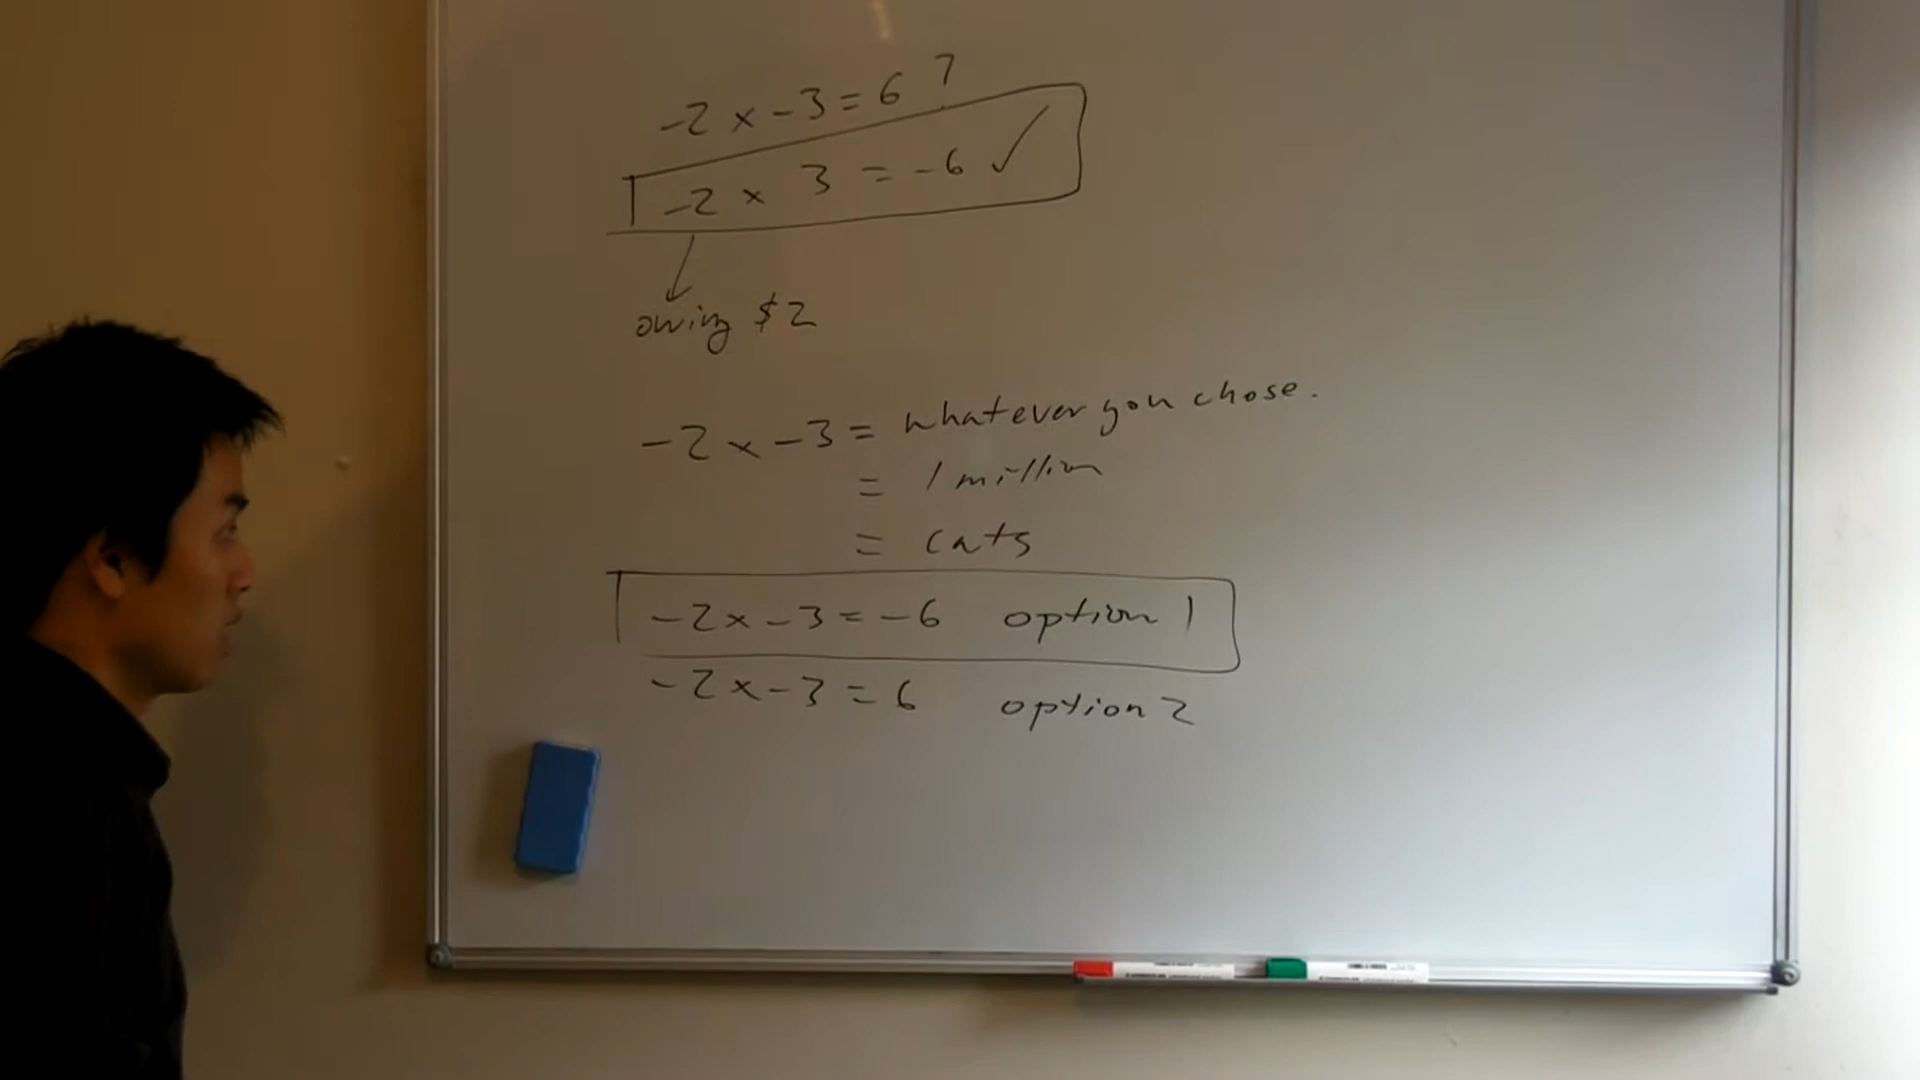 -2 x -3 = 6 ?
-2 x 3 = -6 ✓
owing $2
-2 x -3 = whatever you chose.
= 1 million
= cats
-2 x -3 = -6 option 1
-2 x -3 = 6 option 2